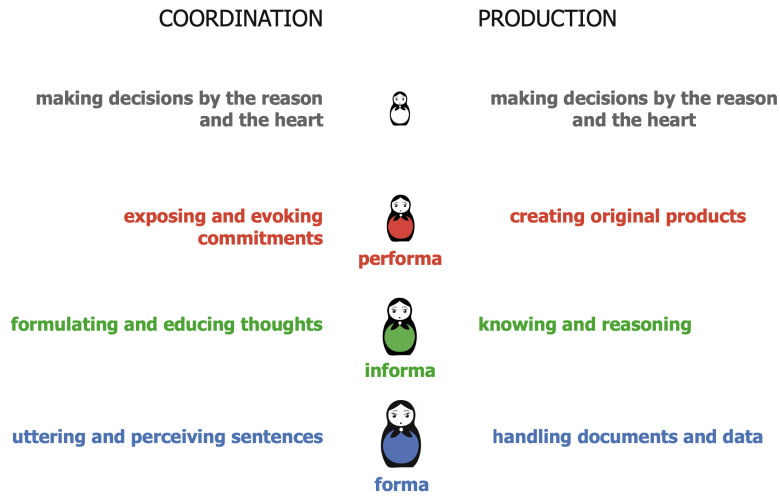 COORDINATION
PRODUCTION
making decisions by the reason
and the heart
making decisions by the reason
and the heart
exposing and evoking
commitments
creating original products
performa
formulating and educing thoughts
knowing and reasoning
informa
uttering and perceiving sentences
handling documents and data
forma